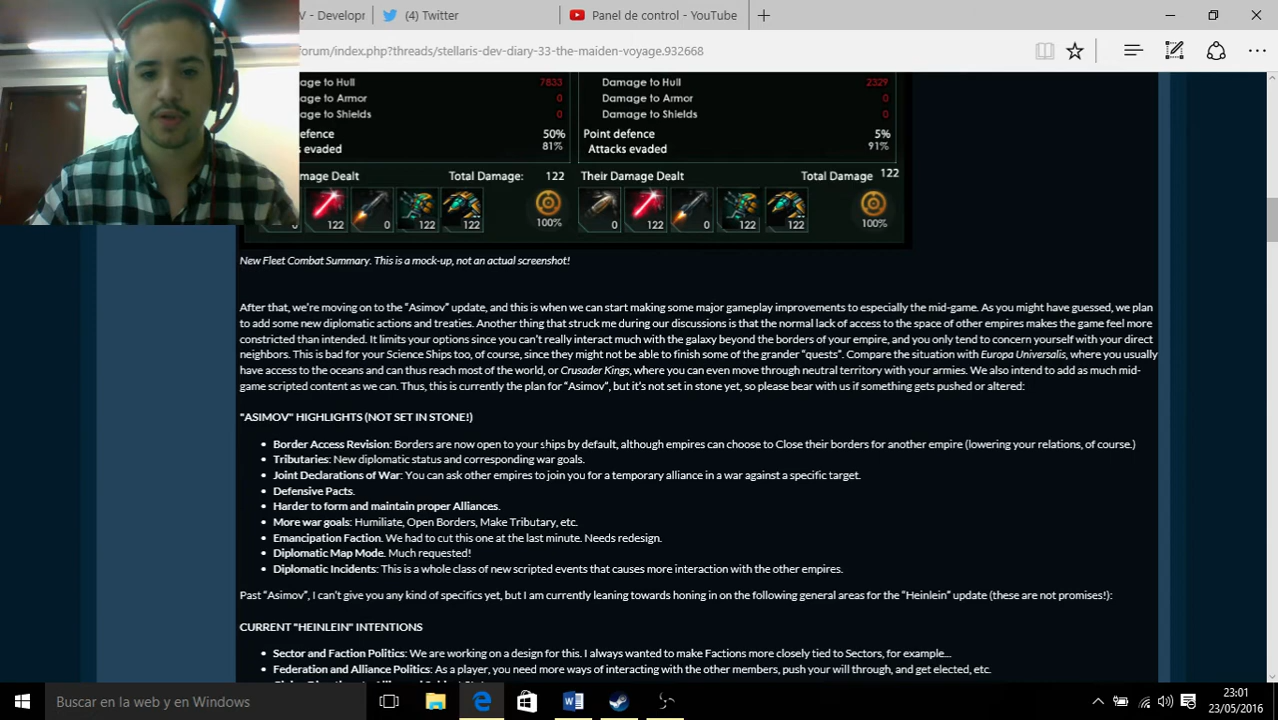 V - Developr (4) Twitter Panel de control - YouTube
forum/index.php?threads/stellaris-dev-diary-33-the-maiden-voyage.932668
age to Hull 7833 Damage to Hull 2329
age to Armor 0 Damage to Armor 0
age to Shields 0 Damage to Shields 0
efence 50% Point defence 5%
s evaded 81% Attacks evaded 91%
mage Dealt Total Damage: 122 Their Damage Dealt Total Damage 122
0 122 0 122 122 100% 0 122 0 122 122 100%
New Fleet Combat Summary. This is a mock-up, not an actual screenshot!
After that, we're moving on to the "Asimov" update, and this is when we can start making some major gameplay improvements to especially the mid-game. As you might have guessed, we plan
to add some new diplomatic actions and treaties. Another thing that struck me during our discussions is that the normal lack of access to the space of other empires makes the game feel more
constricted than intended. It limits your options since you can't really interact much with the galaxy beyond the borders of your empire, and you only tend to concern yourself with your direct
neighbors. This is bad for your Science Ships too, of course, since they might not be able to finish some of the grander "quests". Compare the situation with Europa Universalis, where you usually
have access to the oceans and can thus reach most of the world, or Crusader Kings, where you can even move through neutral territory with your armies. We also intend to add as much mid-
game scripted content as we can. Thus, this is currently the plan for "Asimov", but it's not set in stone yet, so please bear with us if something gets pushed or altered:
"ASIMOV" HIGHLIGHTS (NOT SET IN STONE!)
• Border Access Revision: Borders are now open to your ships by default, although empires can choose to Close their borders for another empire (lowering your relations, of course.)
• Tributaries: New diplomatic status and corresponding war goals.
• Joint Declarations of War: You can ask other empires to join you for a temporary alliance in a war against a specific target.
• Defensive Pacts.
• Harder to form and maintain proper Alliances.
• More war goals: Humiliate, Open Borders, Make Tributary, etc.
• Emancipation Faction. We had to cut this one at the last minute. Needs redesign.
• Diplomatic Map Mode. Much requested!
• Diplomatic Incidents: This is a whole class of new scripted events that causes more interaction with the other empires.
Past "Asimov", I can't give you any kind of specifics yet, but I am currently leaning towards honing in on the following general areas for the "Heinlein" update (these are not promises!):
CURRENT "HEINLEIN" INTENTIONS
• Sector and Faction Politics: We are working on a design for this. I always wanted to make Factions more closely tied to Sectors, for example...
• Federation and Alliance Politics: As a player, you need more ways of interacting with the other members, push your will through, and get elected, etc.
Buscar en la web y en Windows
23:01
23/05/2016